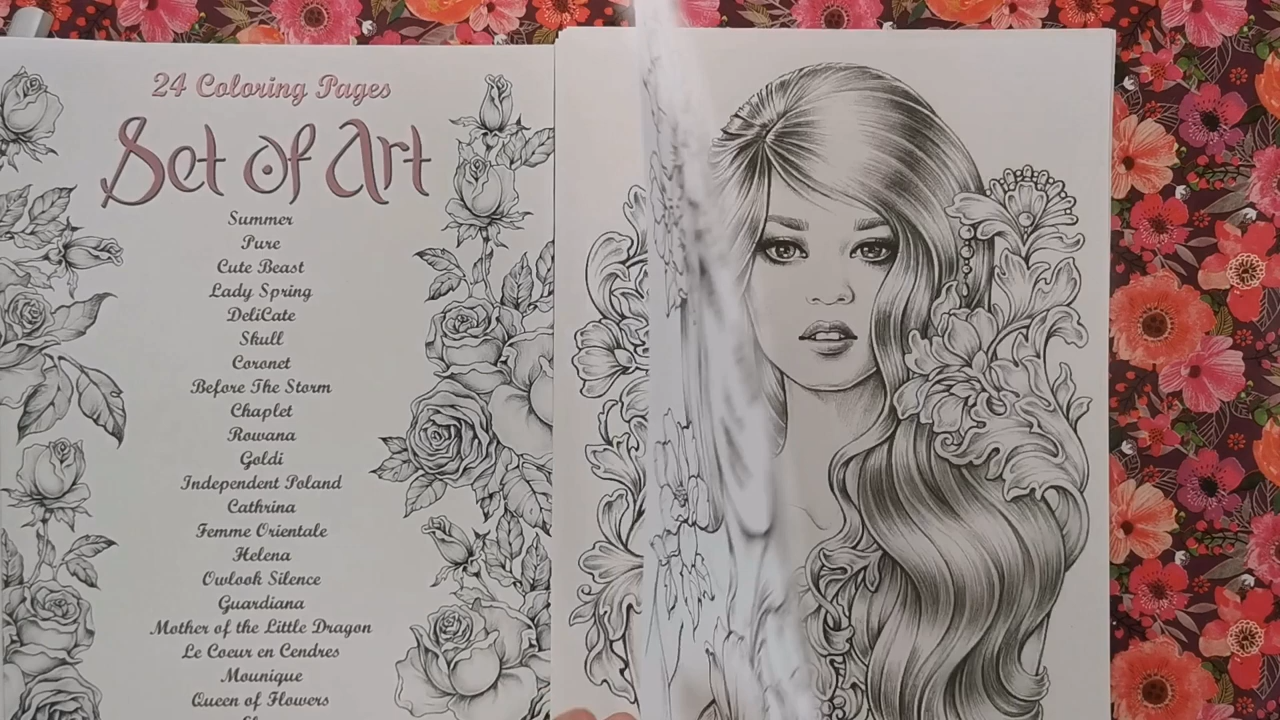 24 Coloring Pages
Set of Art
Summer
Pure
Cute Beast
Lady Spring
DeliCate
Skull
Coronet
Before The Storm
Chaplet
Rowana
Goldi
Independent Poland
Cathrina
Femme Orientale
Helena
Owlook Silence
Guardiana
Mother of the Little Dragon
Le Coeur en Cendres
Mounique
Queen of Flowers